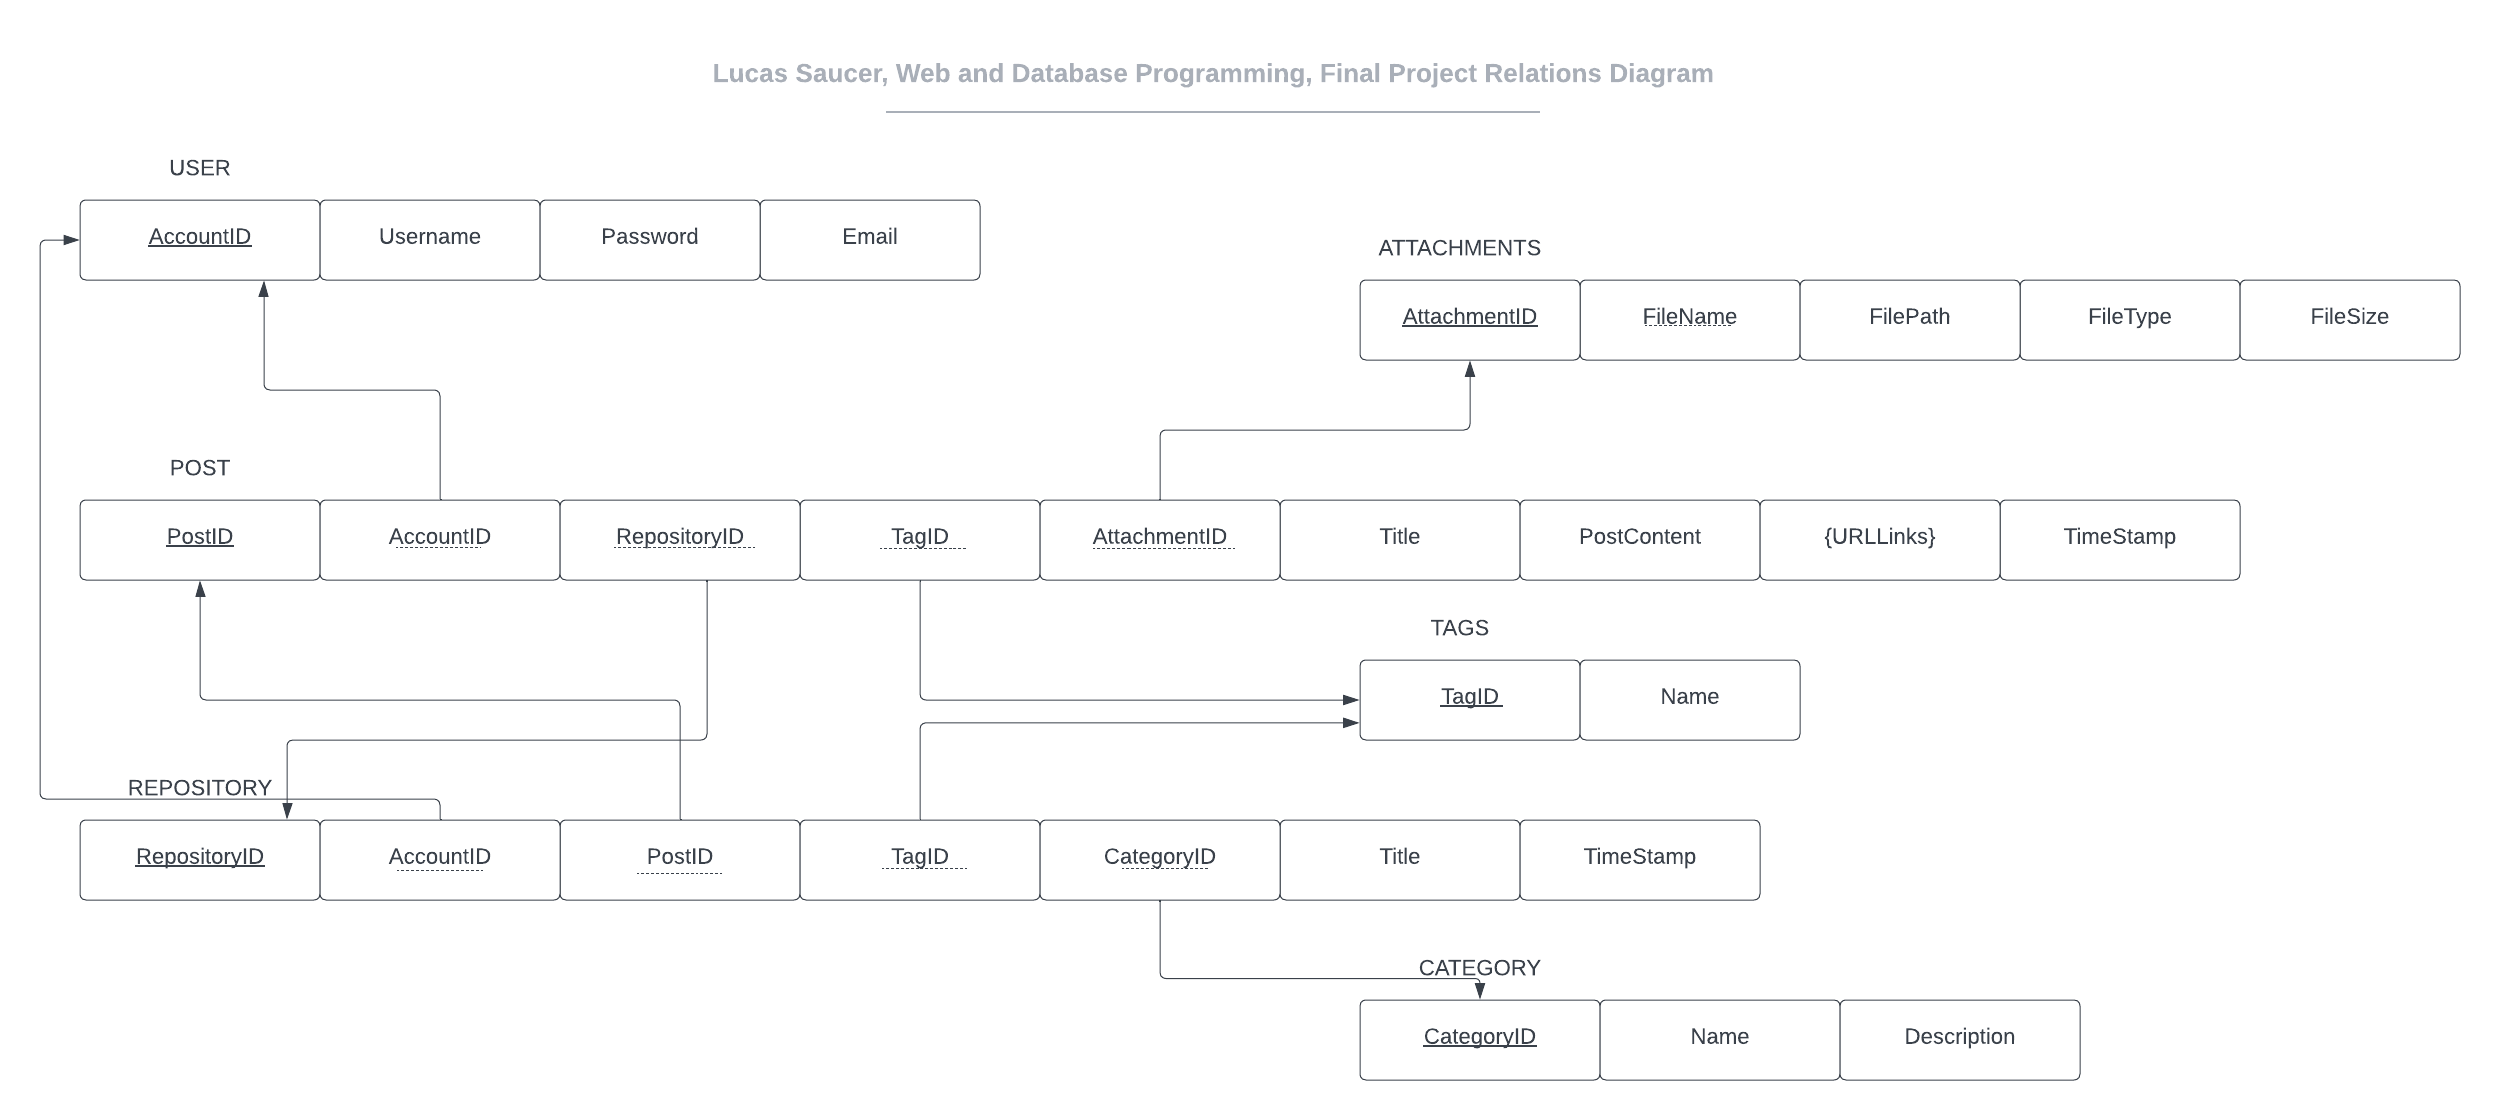 Lucas Saucer, Web and Database Programming, Final Project Relations Diagram
USER
AccountID Username Password Email
ATTACHMENTS
AttachmentID FileName FilePath FileType FileSize
POST
PostID AccountID RepositoryID TagID AttachmentID Title PostContent {URLLinks} TimeStamp
TAGS
TagID Name
REPOSITORY
RepositoryID AccountID PostID TagID CategoryID Title TimeStamp
CATEGORY
CategoryID Name Description